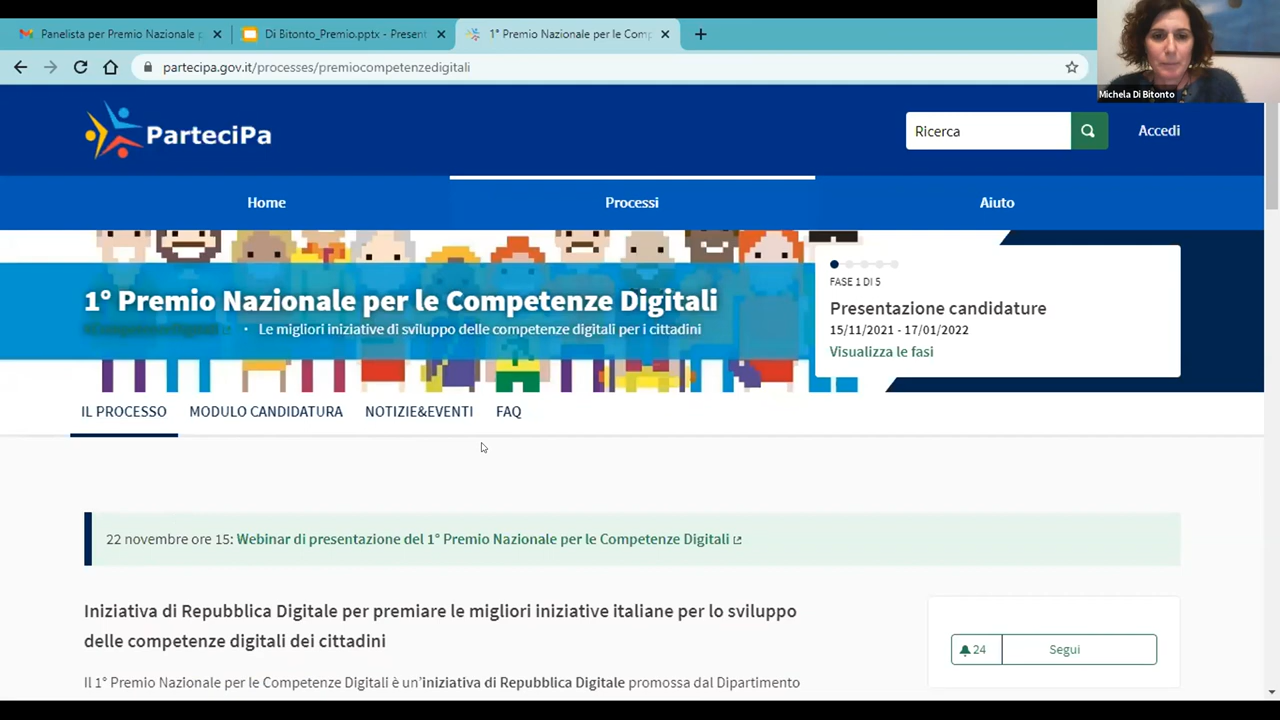 Panelista per Premio Nazionale p
Di Bitonto_Premio.pptx - Present
1° Premio Nazionale per le Comp
partecipa.gov.it/processes/premiocompetenzedigitali
Michela Di Bitonto
ParteciPa
Ricerca
Accedi
Home
Processi
Aiuto
1° Premio Nazionale per le Competenze Digitali
• Le migliori iniziative di sviluppo delle competenze digitali per i cittadini
FASE 1 DI 5
Presentazione candidature
15/11/2021 - 17/01/2022
Visualizza le fasi
IL PROCESSO
MODULO CANDIDATURA
NOTIZIE&EVENTI
FAQ
22 novembre ore 15: Webinar di presentazione del 1° Premio Nazionale per le Competenze Digitali
Iniziativa di Repubblica Digitale per premiare le migliori iniziative italiane per lo sviluppo
delle competenze digitali dei cittadini
24
Segui
Il 1° Premio Nazionale per le Competenze Digitali è un'iniziativa di Repubblica Digitale promossa dal Dipartimento